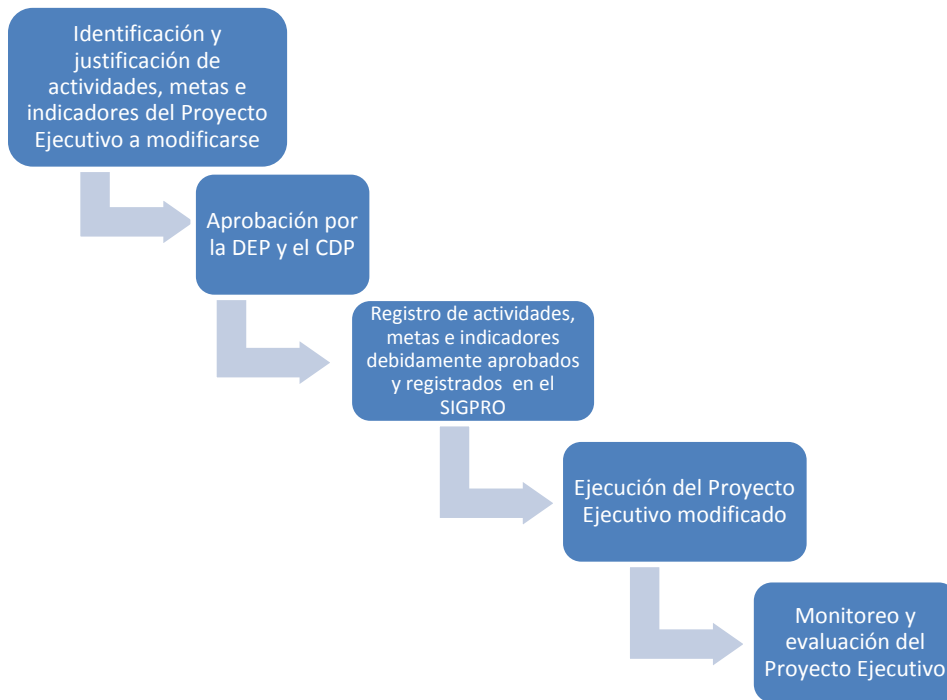 Identificación y
justificación de
actividades, metas e
indicadores del Proyecto
Ejecutivo a modificarse
Aprobación por
la DEP y el CDP
Registro de actividades,
metas e indicadores
debidamente aprobados
y registrados en el
SIGPRO
Ejecución del Proyecto
Ejecutivo modificado
Monitoreo y
evaluación del
Proyecto Ejecutivo